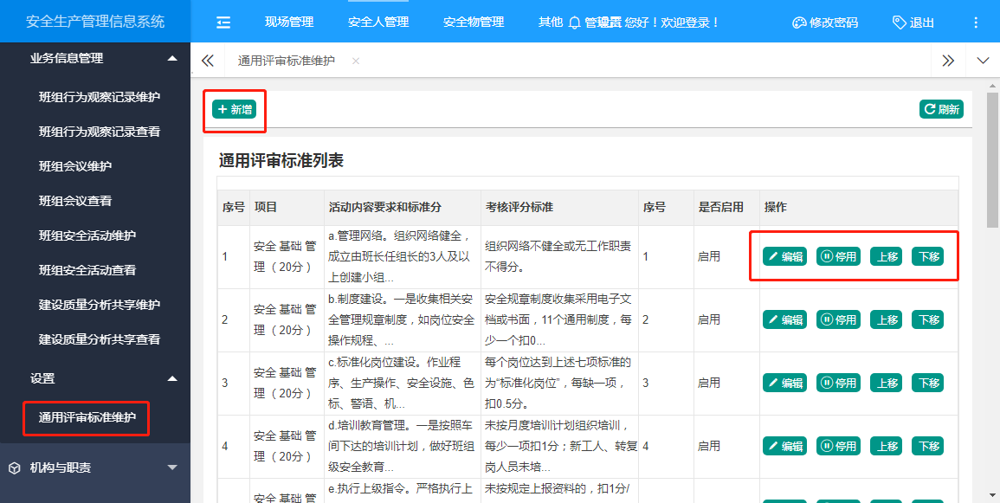 安全生产管理信息系统
现场管理
安全人管理
安全物管理
其他
您好！欢迎登录！
修改密码
退出
业务信息管理
班组行为观察记录维护
班组行为观察记录查看
班组会议维护
班组会议查看
班组安全活动维护
班组安全活动查看
建设质量分析共享维护
建设质量分析共享查看
设置
通用评审标准维护
机构与职责
通用评审标准维护
新增
刷新
通用评审标准列表
序号 项目 活动内容要求和标准分 考核评分标准 序号 是否启用 操作
1
安全 基础 管
理（20分）
a.管理网络。组织网络健全，
成立由班长任组长的3人及以
上创建小组...
组织网络不健全或无工作职责
不得分。
1
启用
编辑 停用 上移 下移
2
安全 基础 管
理（20分）
b.制度建设。一是收集相关安
全管理规章制度，如岗位安全
操作规程、...
安全规章制度收集采用电子文
档或书面，11个通用制度，每
少一个扣0...
2
启用
编辑 停用 上移 下移
3
安全 基础 管
理（20分）
c.标准化岗位建设。作业程
序、生产操作、安全设施、色
标、警语、机...
每个岗位达到上述七项标准的
为“标准化岗位”，每缺一项，
扣0.5分。
3
启用
编辑 停用 上移 下移
4
安全 基础 管
理（20分）
d.培训教育管理。一是按照车
间下达的培训计划，做好班组
级安全教育...
未按月度培训计划组织培训，
每少一项扣1分；新工人、转复
岗人员未培...
4
启用
编辑 停用 上移 下移
安全 基础 管
e.执行上级指令。严格执行上
未按规定上报资料的，扣1分/